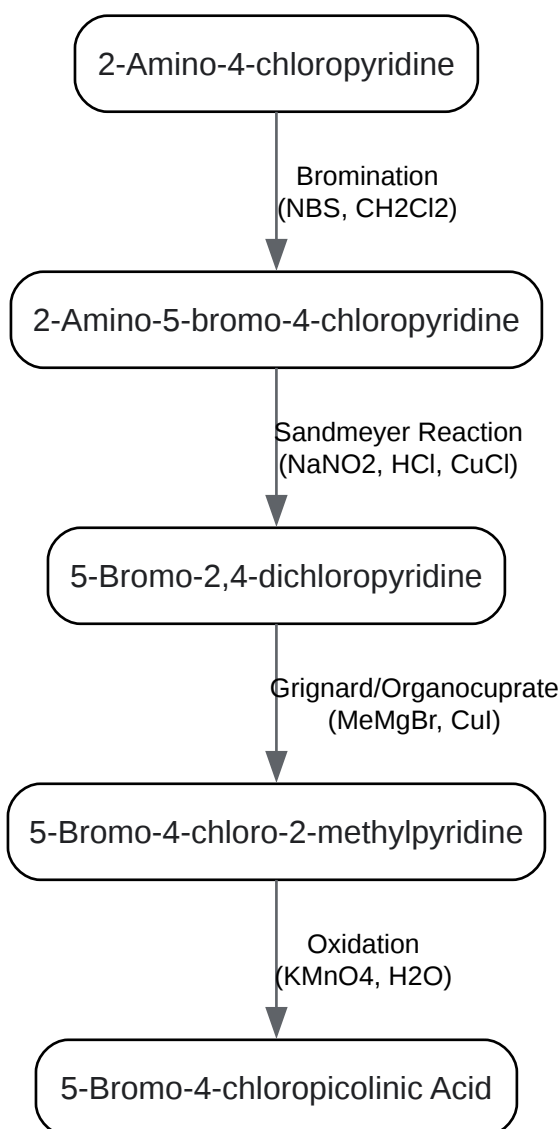 2-Amino-4-chloropyridine
Bromination
(NBS, CH2Cl2)
2-Amino-5-bromo-4-chloropyridine
Sandmeyer Reaction
(NaNO2, HCl, CuCl)
5-Bromo-2,4-dichloropyridine
Grignard/Organocuprate
(MeMgBr, CuI)
5-Bromo-4-chloro-2-methylpyridine
Oxidation
(KMnO4, H2O)
5-Bromo-4-chloropicolinic Acid